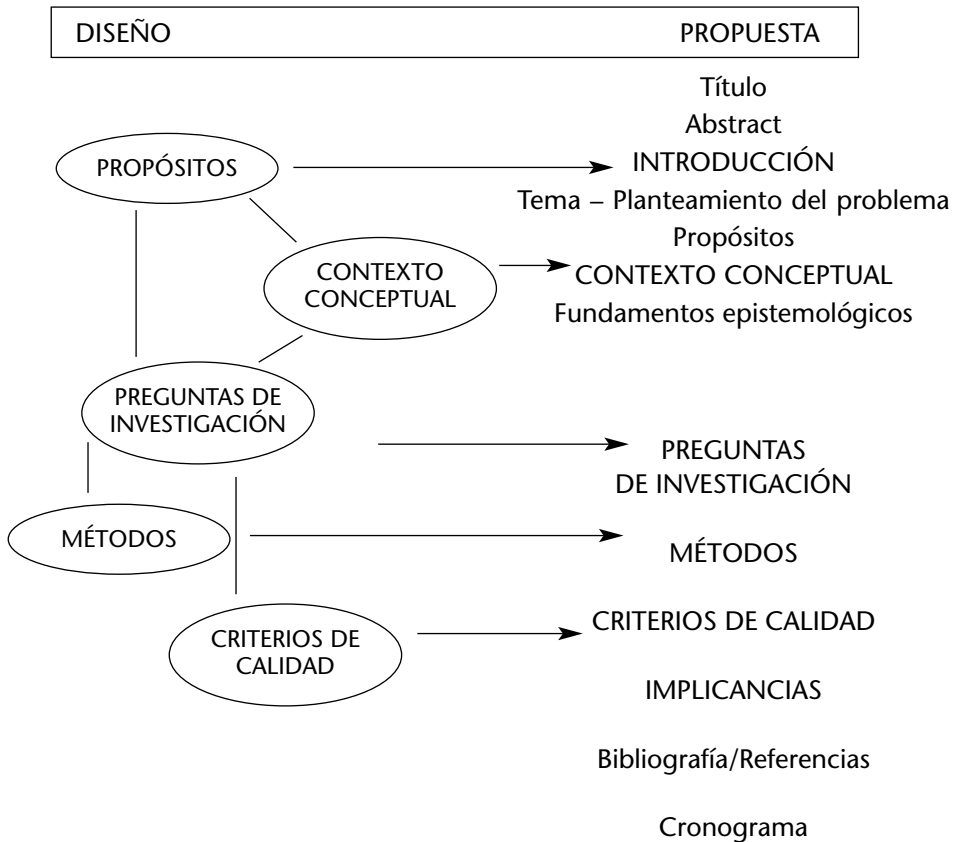 DISEÑO PROPUESTA
Título
Abstract
PROPÓSITOS
INTRODUCCIÓN
Tema – Planteamiento del problema
Propósitos
CONTEXTO
CONCEPTUAL
CONTEXTO CONCEPTUAL
Fundamentos epistemológicos
PREGUNTAS DE
INVESTIGACIÓN
PREGUNTAS
DE INVESTIGACIÓN
MÉTODOS
MÉTODOS
CRITERIOS DE
CALIDAD
CRITERIOS DE CALIDAD
IMPLICANCIAS
Bibliografía/Referencias
Cronograma